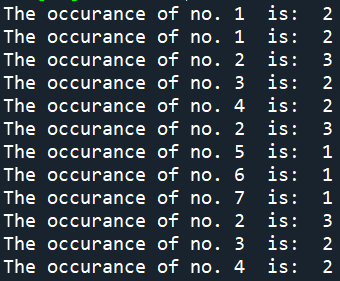 The occurance of no. 1  is:  2
The occurance of no. 1  is:  2
The occurance of no. 2  is:  3
The occurance of no. 3  is:  2
The occurance of no. 4  is:  2
The occurance of no. 2  is:  3
The occurance of no. 5  is:  1
The occurance of no. 6  is:  1
The occurance of no. 7  is:  1
The occurance of no. 2  is:  3
The occurance of no. 3  is:  2
The occurance of no. 4  is:  2